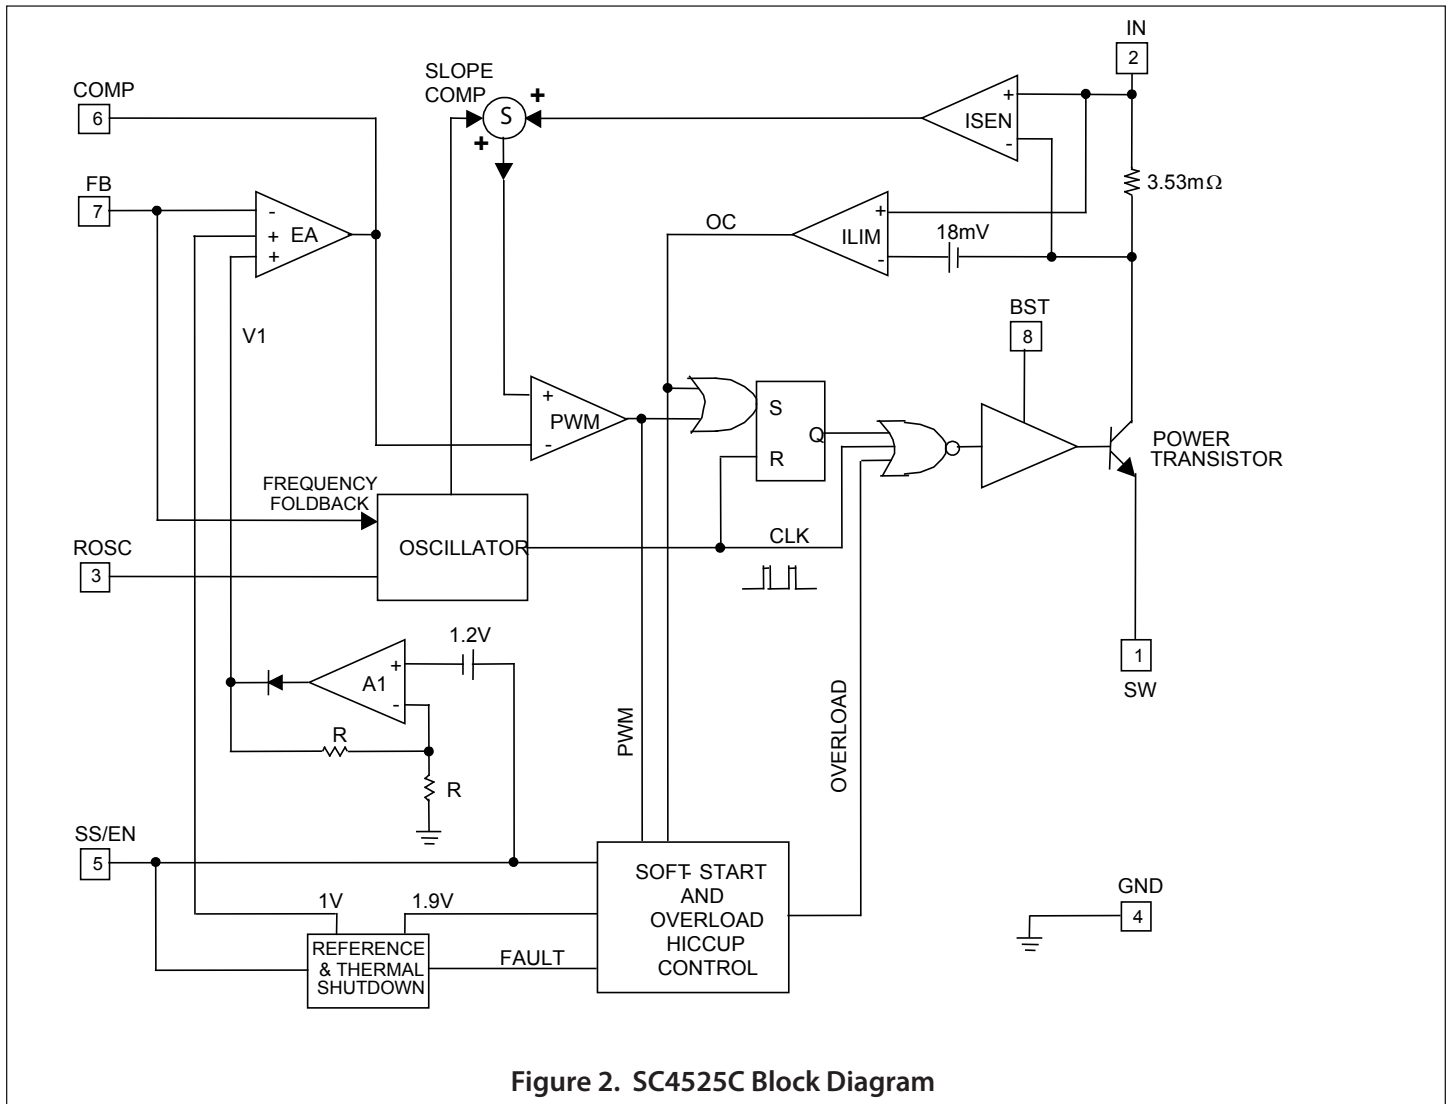 IN
2
SLOPE
COMP
+
S
+
COMP
6
ISEN
+
-
3.53mΩ
FB
7
-
+
+
EA
OC
ILIM
+
-
18mV
V1
BST
8
+
-
PWM
S
R
Q
POWER
TRANSISTOR
FREQUENCY
FOLDBACK
OSCILLATOR
CLK
ROSC
3
1.2V
A1
+
-
R
R
PWM
OVERLOAD
1
SW
SS/EN
5
1V
1.9V
REFERENCE
& THERMAL
SHUTDOWN
FAULT
SOFT- START
AND
OVERLOAD
HICCUP
CONTROL
GND
4
Figure 2. SC4525C Block Diagram